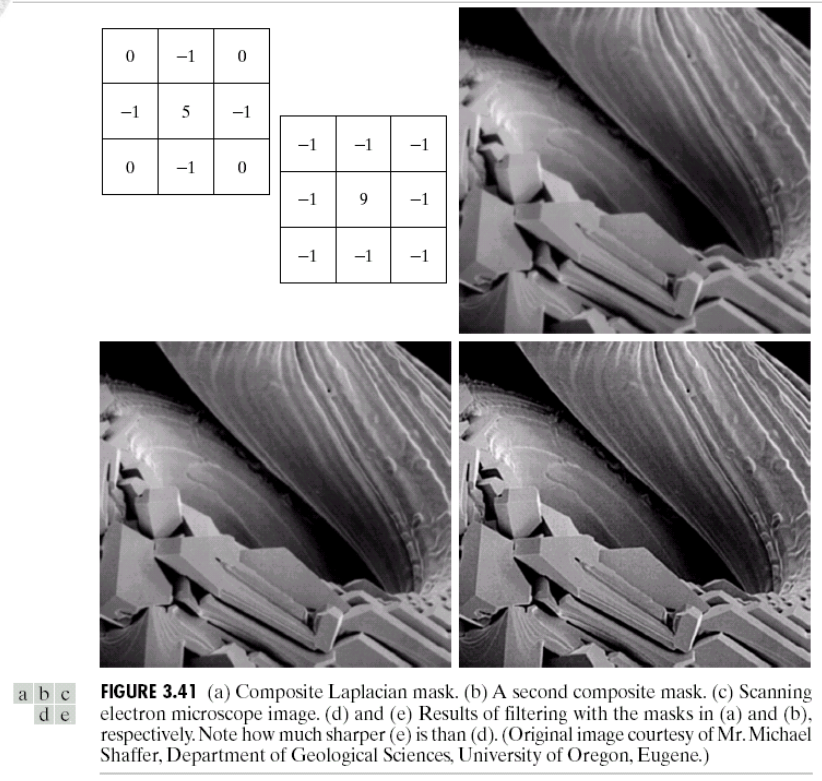 0 −1 0
−1 5 −1
0 −1 0
−1 −1 −1
−1 9 −1
−1 −1 −1
a b c
d e
FIGURE 3.41 (a) Composite Laplacian mask. (b) A second composite mask. (c) Scanning
electron microscope image. (d) and (e) Results of filtering with the masks in (a) and (b),
respectively. Note how much sharper (e) is than (d). (Original image courtesy of Mr. Michael
Shaffer, Department of Geological Sciences, University of Oregon, Eugene.)